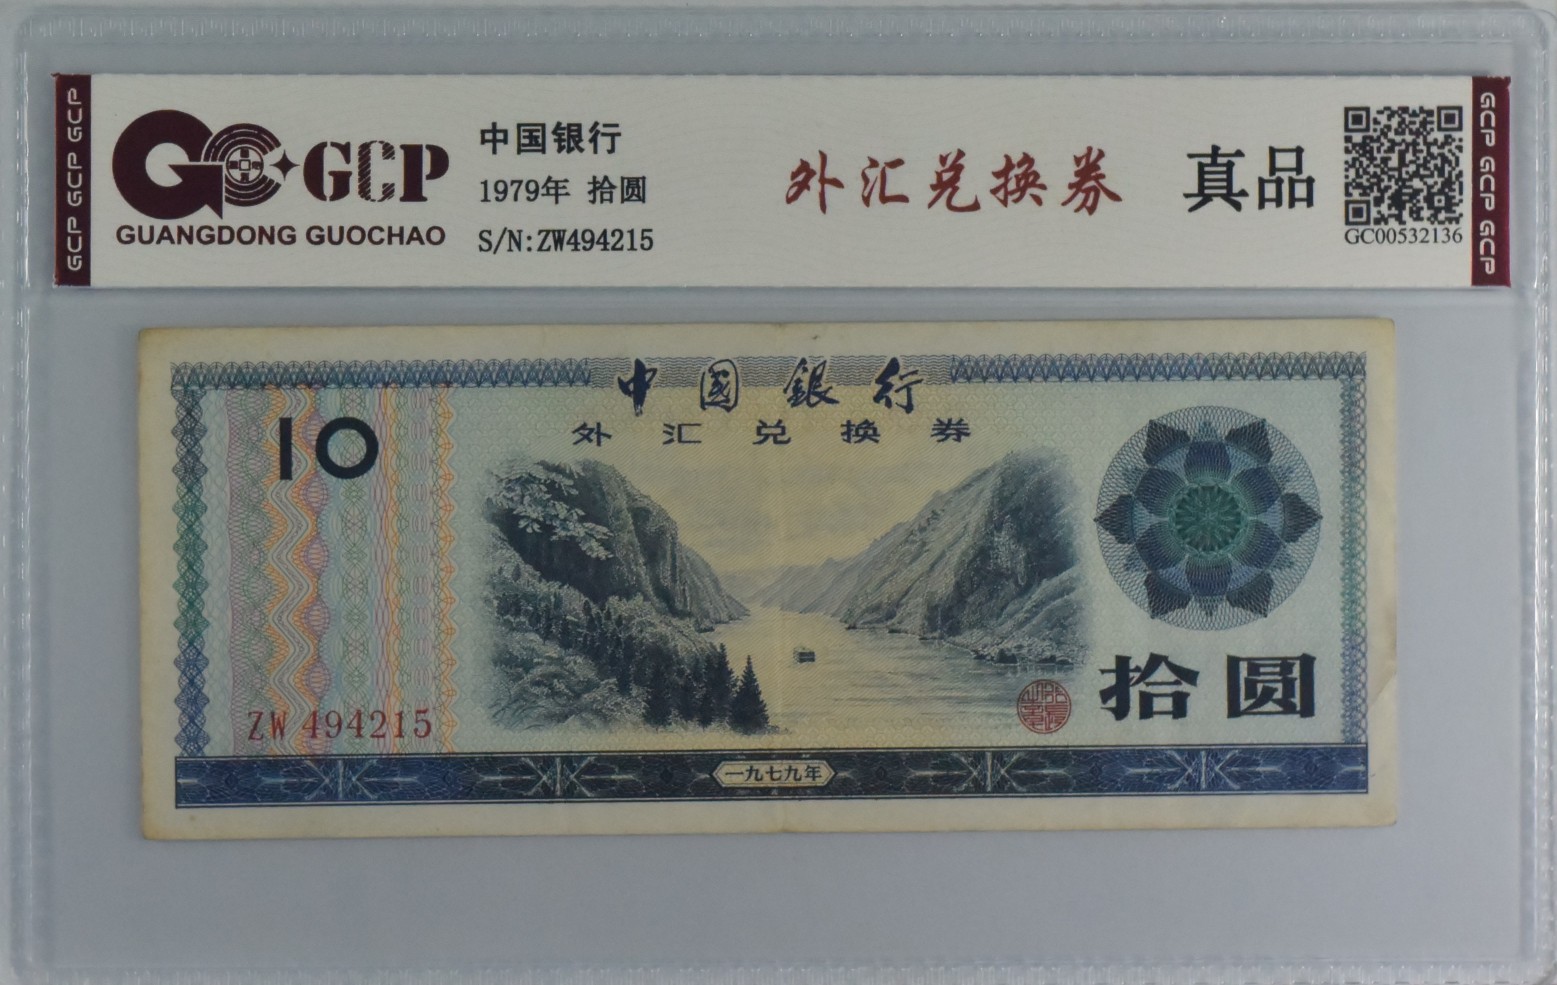 GCP GCP GCP
GCP
GUANGDONG GUOCHAO
中国银行
1979年 拾圆
S/N:ZW494215
外汇兑换券
真品
GC00532136
GCP GCP GCP
中國銀行
外汇兑换券
10
拾圆
ZW 494215
一九七九年